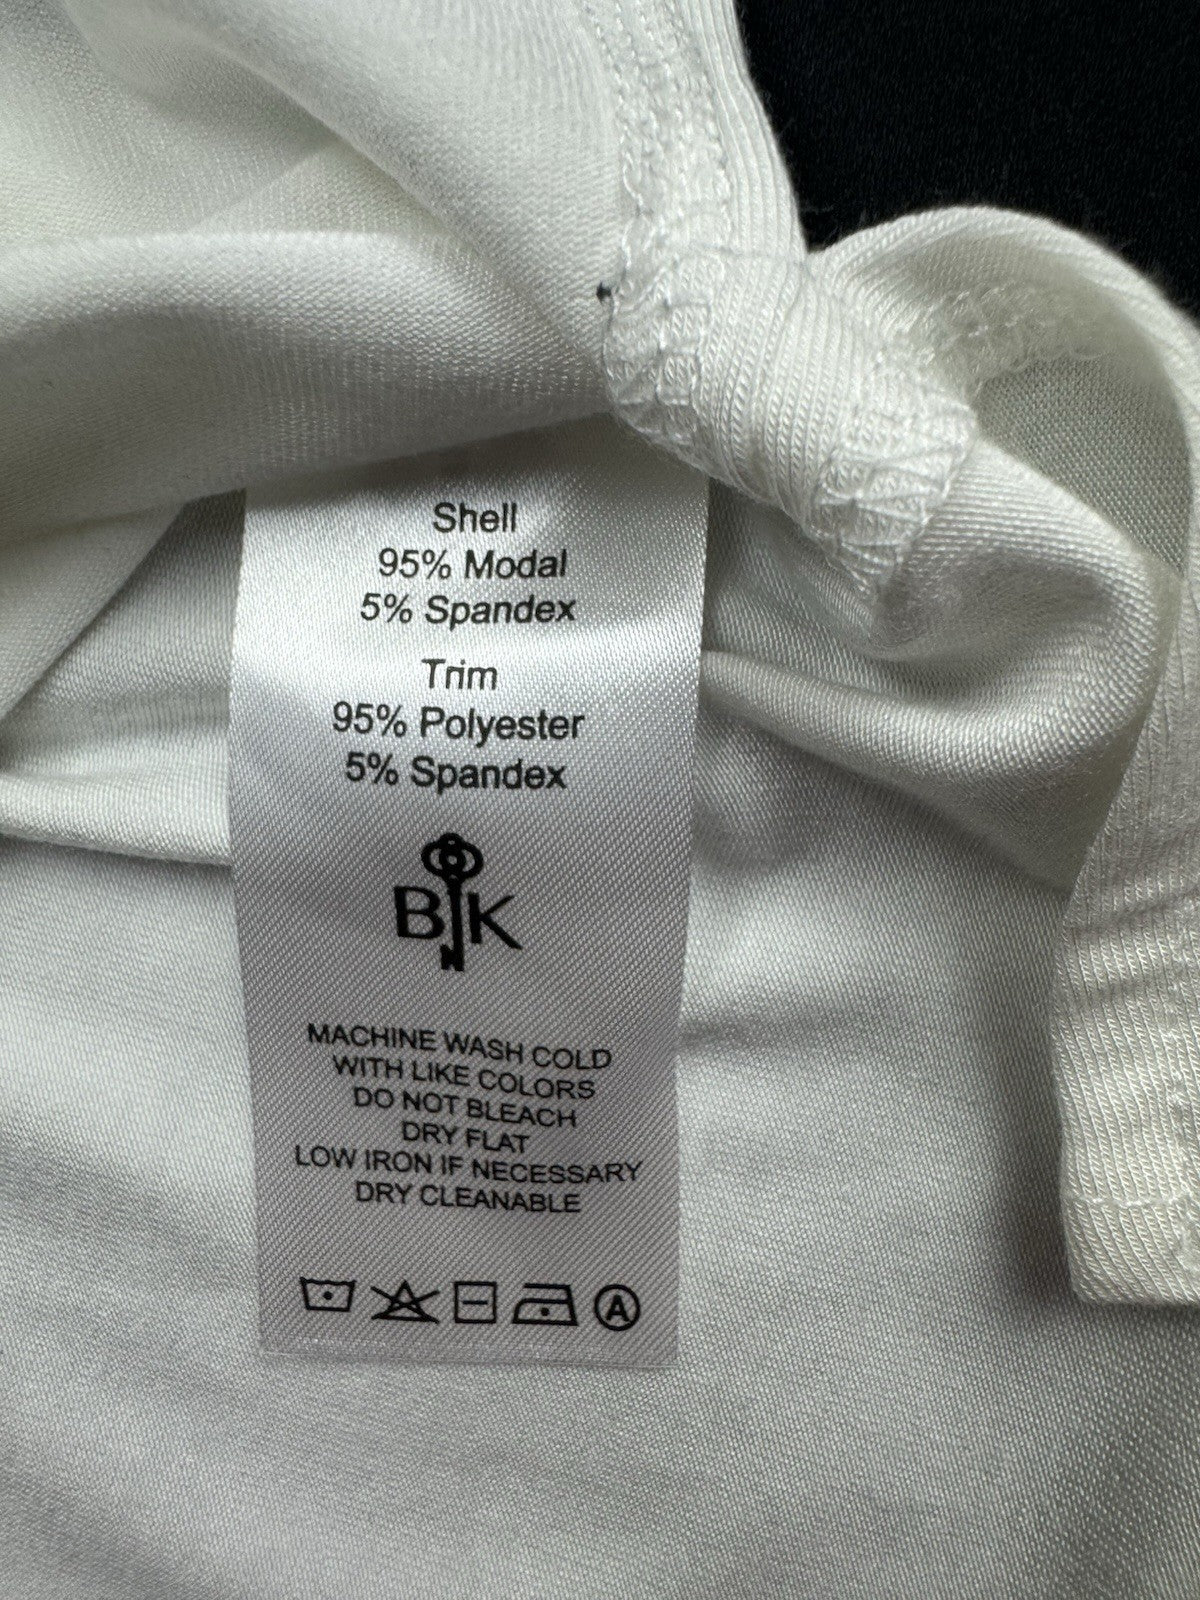 Shell
95% Modal
5% Spandex
Trim
95% Polyester
5% Spandex
BK
MACHINE WASH COLD
WITH LIKE COLORS
DO NOT BLEACH
DRY FLAT
LOW IRON IF NECESSARY
DRY CLEANABLE
A